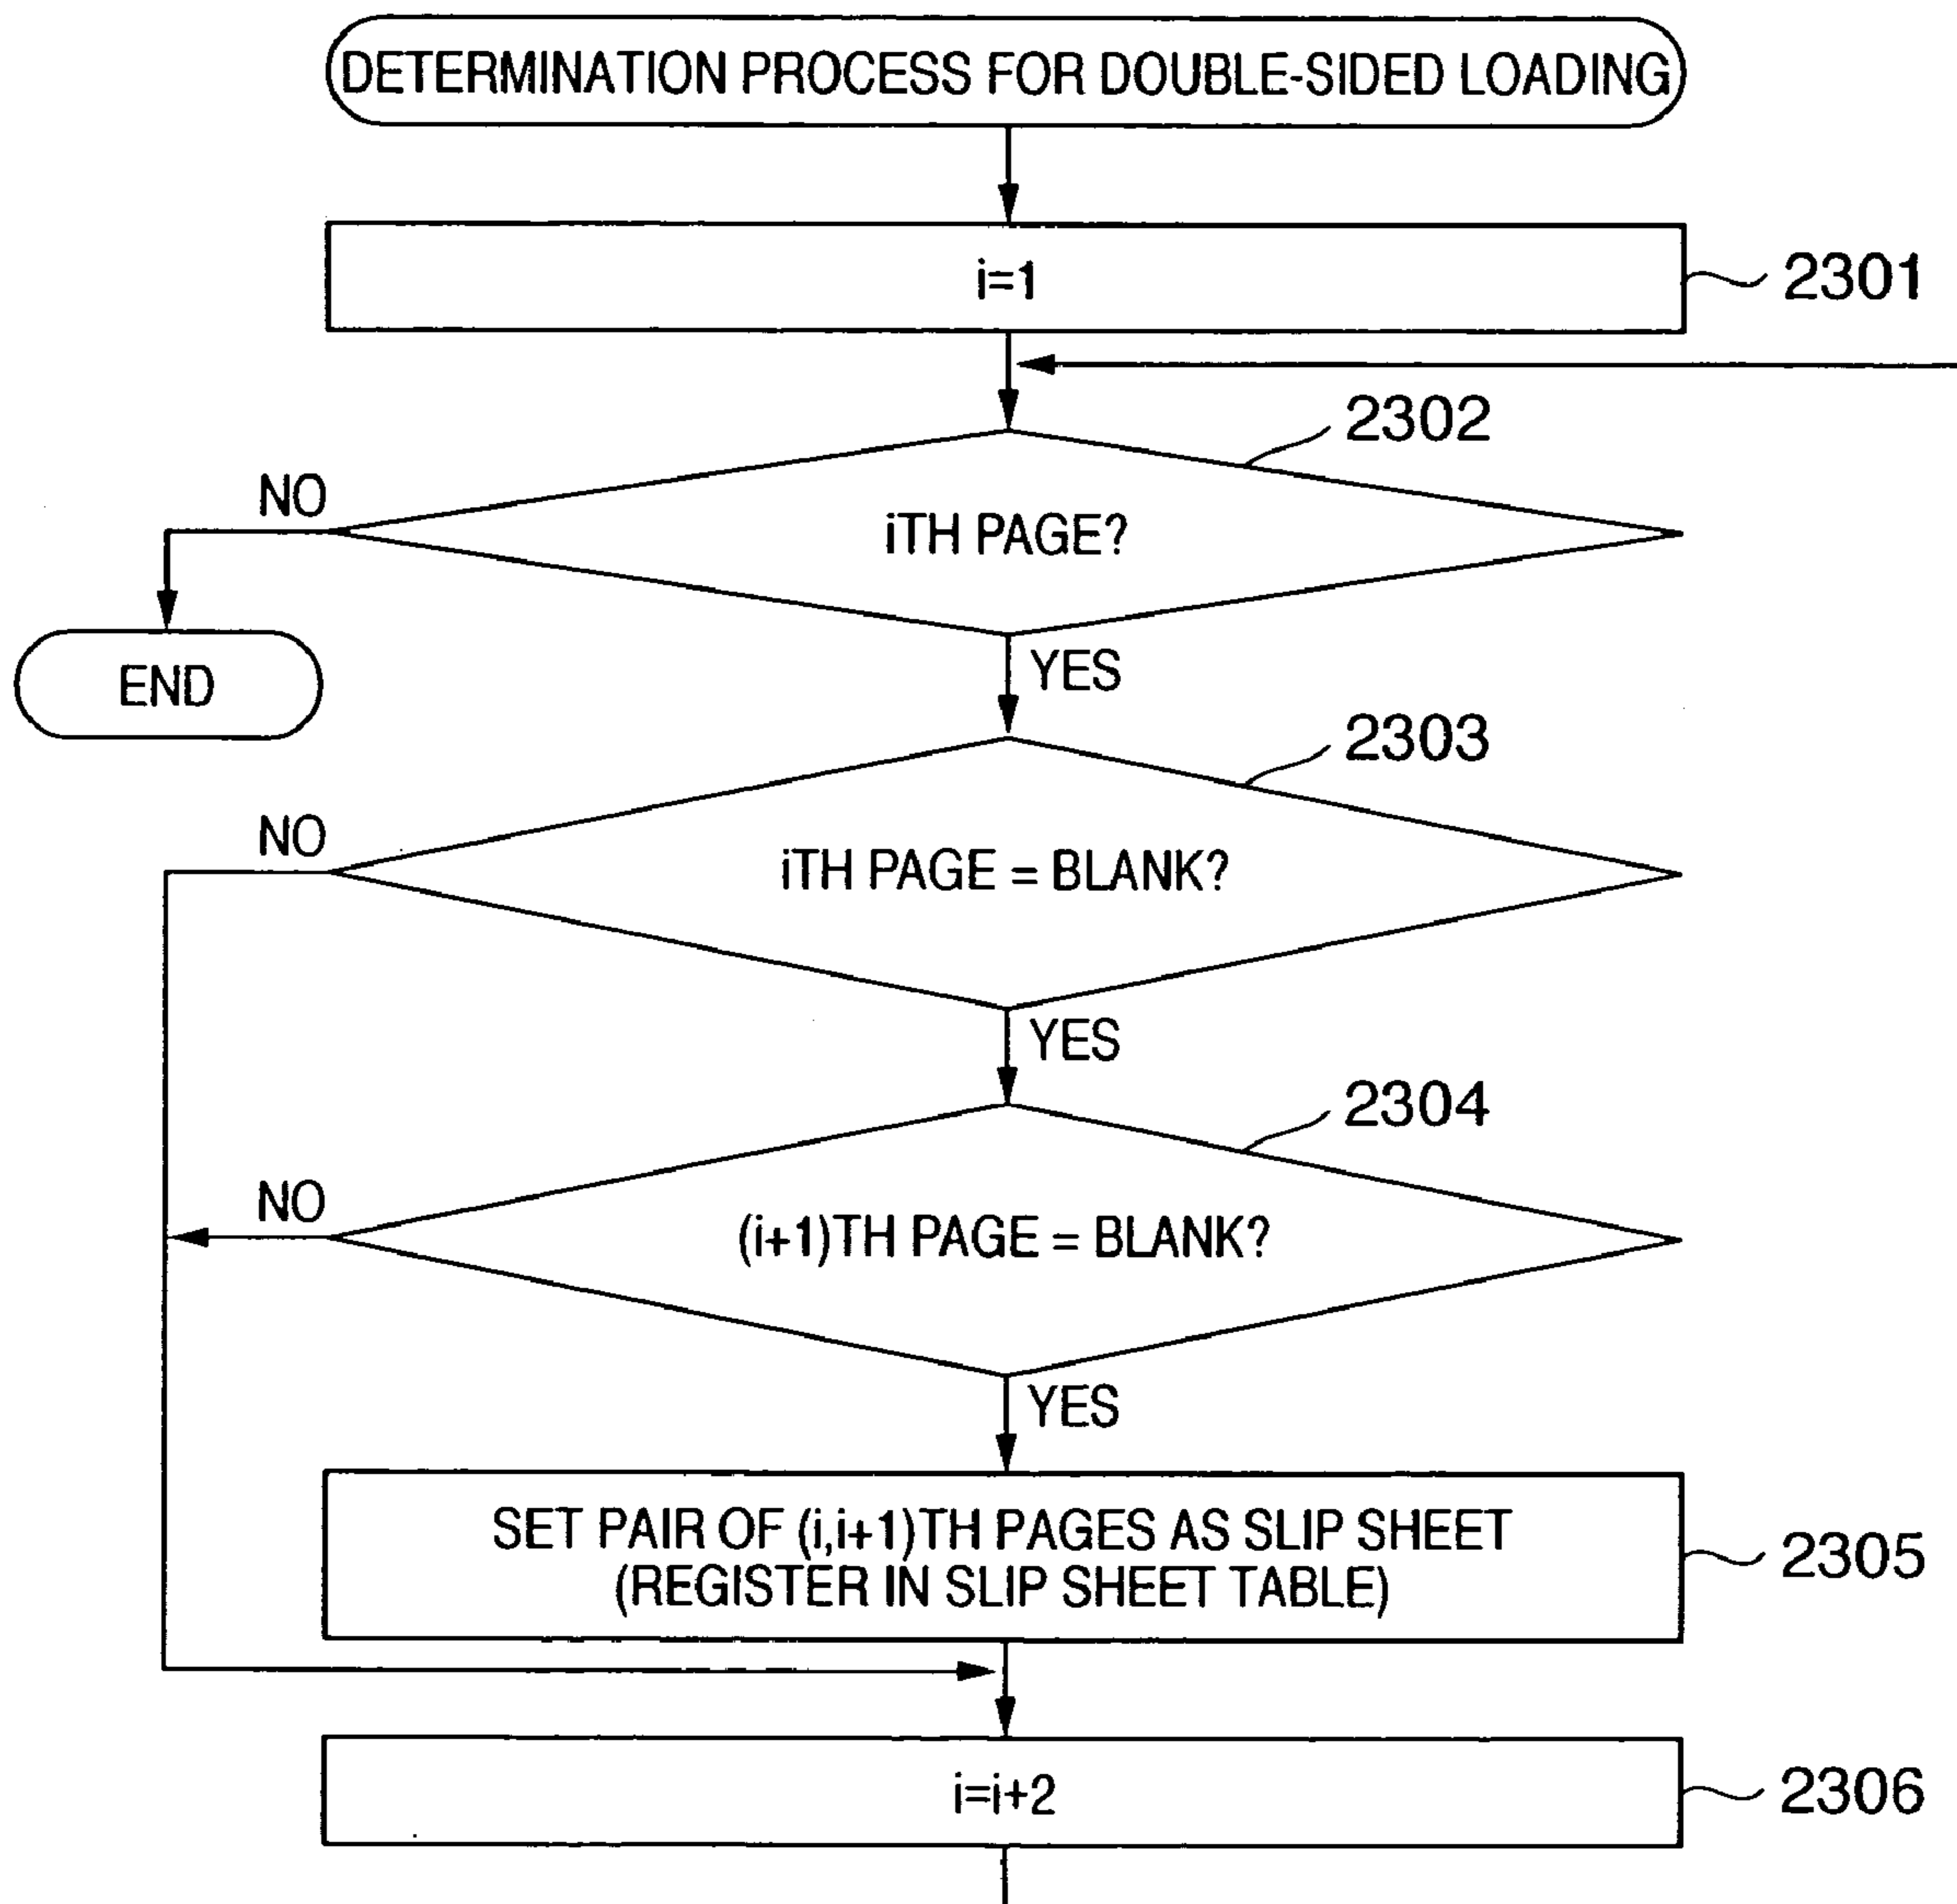 DETERMINATION PROCESS FOR DOUBLE-SIDED LOADING
i=1
2301
2302
NO
iTH PAGE?
END
YES
2303
NO
iTH PAGE = BLANK?
YES
2304
NO
(i+1)TH PAGE = BLANK?
YES
SET PAIR OF (i,i+1)TH PAGES AS SLIP SHEET
(REGISTER IN SLIP SHEET TABLE)
2305
i=i+2
2306